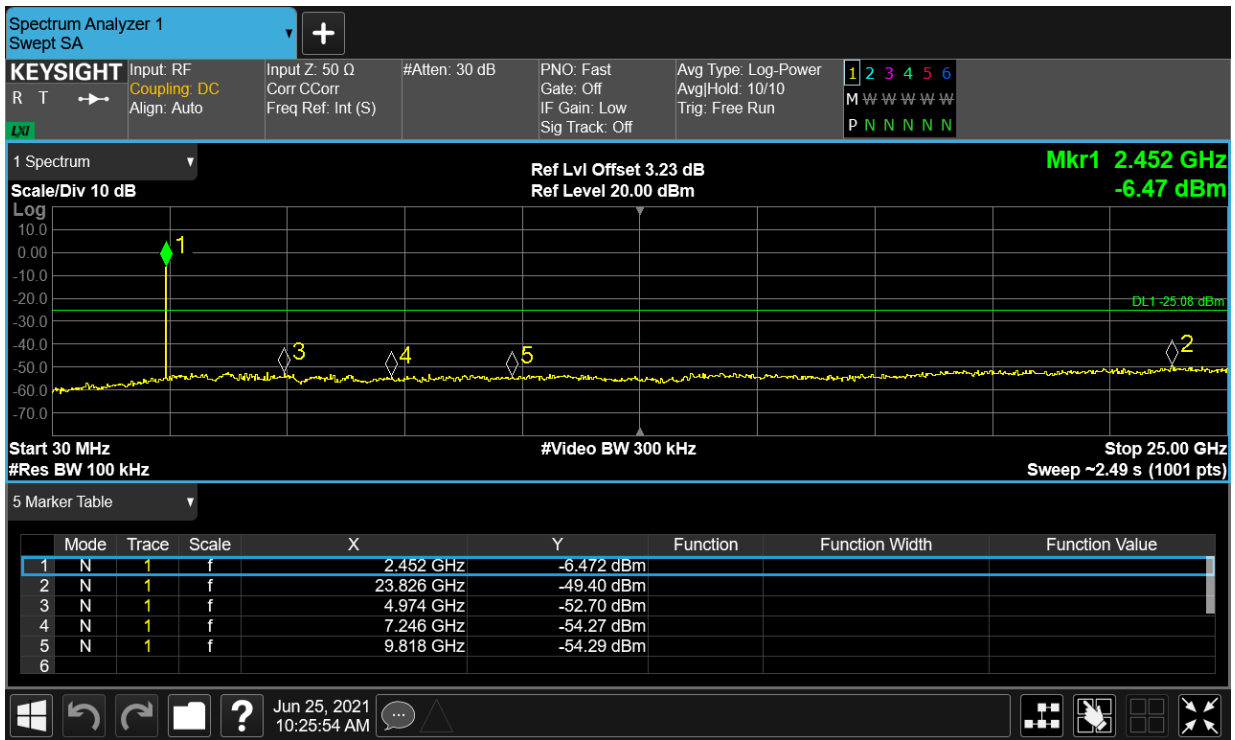 Spectrum Analyzer 1
Swept SA
KEYSIGHT
R T
LXI
Input: RF
Coupling: DC
Align: Auto
Input Z: 50 Ω
Corr CCorr
Freq Ref: Int (S)
#Atten: 30 dB
PNO: Fast
Gate: Off
IF Gain: Low
Sig Track: Off
Avg Type: Log-Power
Avg|Hold: 10/10
Trig: Free Run
1 2 3 4 5 6
M W W W W W W
P N N N N N N
1 Spectrum
Scale/Div 10 dB
Ref Lvl Offset 3.23 dB
Ref Level 20.00 dBm
Mkr1 2.452 GHz
-6.47 dBm
Log
10.0
0.00
-10.0
-20.0
-30.0
-40.0
-50.0
-60.0
-70.0
1
3
4
5
2
DL1 -25.08 dBm
Start 30 MHz
#Res BW 100 kHz
#Video BW 300 kHz
Stop 25.00 GHz
Sweep ~2.49 s (1001 pts)
5 Marker Table
Mode Trace Scale X Y Function Function Width Function Value
1 N 1 f 2.452 GHz -6.472 dBm
2 N 1 f 23.826 GHz -49.40 dBm
3 N 1 f 4.974 GHz -52.70 dBm
4 N 1 f 7.246 GHz -54.27 dBm
5 N 1 f 9.818 GHz -54.29 dBm
6
?
Jun 25, 2021
10:25:54 AM